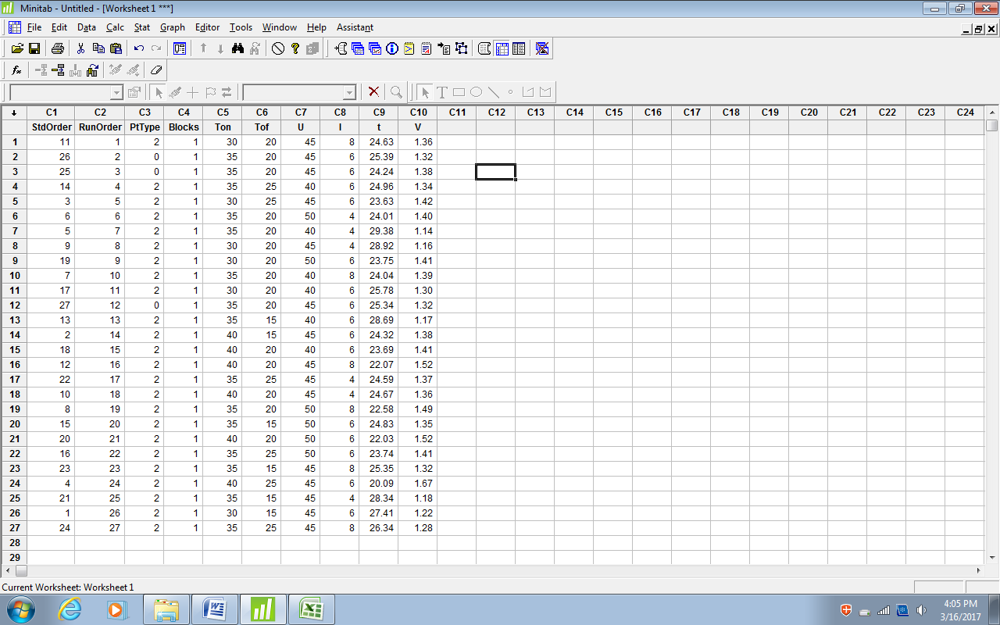 Minitab - Untitled - [Worksheet 1 ***]
File Edit Data Calc Stat Graph Editor Tools Window Help Assistant
↓ C1 C2 C3 C4 C5 C6 C7 C8 C9 C10 C11 C12 C13 C14 C15 C16 C17 C18 C19 C20 C21 C22 C23 C24
StdOrder RunOrder PtType Blocks Ton Tof U I t V
1 11 1 2 1 30 20 45 8 24.63 1.36
2 26 2 0 1 35 20 45 6 25.39 1.32
3 25 3 0 1 35 20 45 6 24.24 1.38
4 14 4 2 1 35 25 40 6 24.96 1.34
5 3 5 2 1 30 25 45 6 23.63 1.42
6 6 6 2 1 35 20 50 4 24.01 1.40
7 5 7 2 1 35 20 40 4 29.38 1.14
8 9 8 2 1 30 20 45 4 28.92 1.16
9 19 9 2 1 30 20 50 6 23.75 1.41
10 7 10 2 1 35 20 40 8 24.04 1.39
11 17 11 2 1 30 20 40 6 25.78 1.30
12 27 12 0 1 35 20 45 6 25.34 1.32
13 13 13 2 1 35 15 40 6 28.69 1.17
14 2 14 2 1 40 15 45 6 24.32 1.38
15 18 15 2 1 40 20 40 6 23.69 1.41
16 12 16 2 1 40 20 45 8 22.07 1.52
17 22 17 2 1 35 25 45 4 24.59 1.37
18 10 18 2 1 40 20 45 4 24.67 1.36
19 8 19 2 1 35 20 50 8 22.58 1.49
20 15 20 2 1 35 15 50 6 24.83 1.35
21 20 21 2 1 40 20 50 6 22.03 1.52
22 16 22 2 1 35 25 50 6 23.74 1.41
23 23 23 2 1 35 15 45 8 25.35 1.32
24 4 24 2 1 40 25 45 6 20.09 1.67
25 21 25 2 1 35 15 45 4 28.34 1.18
26 1 26 2 1 30 15 45 6 27.41 1.22
27 24 27 2 1 35 25 45 8 26.34 1.28
28
29
Current Worksheet: Worksheet 1
4:05 PM
3/16/2017